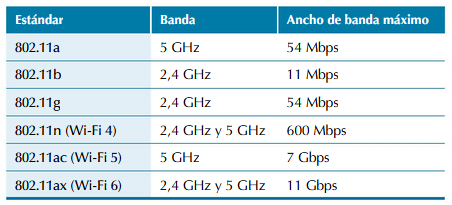 Estándar Banda Ancho de banda máximo
802.11a 5 GHz 54 Mbps
802.11b 2,4 GHz 11 Mbps
802.11g 2,4 GHz 54 Mbps
802.11n (Wi-Fi 4) 2,4 GHz y 5 GHz 600 Mbps
802.11ac (Wi-Fi 5) 5 GHz 7 Gbps
802.11ax (Wi-Fi 6) 2,4 GHz y 5 GHz 11 Gbps